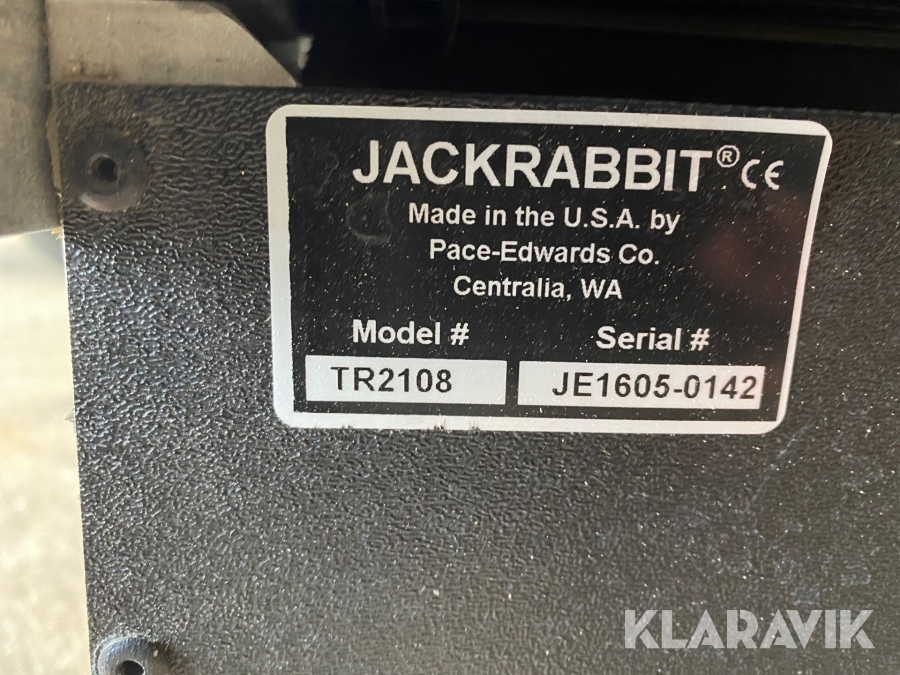 JACKRABBIT® CE
Made in the U.S.A. by
Pace-Edwards Co.
Centralia, WA
Model # Serial #
TR2108 JE1605-0142
KLARAVIK